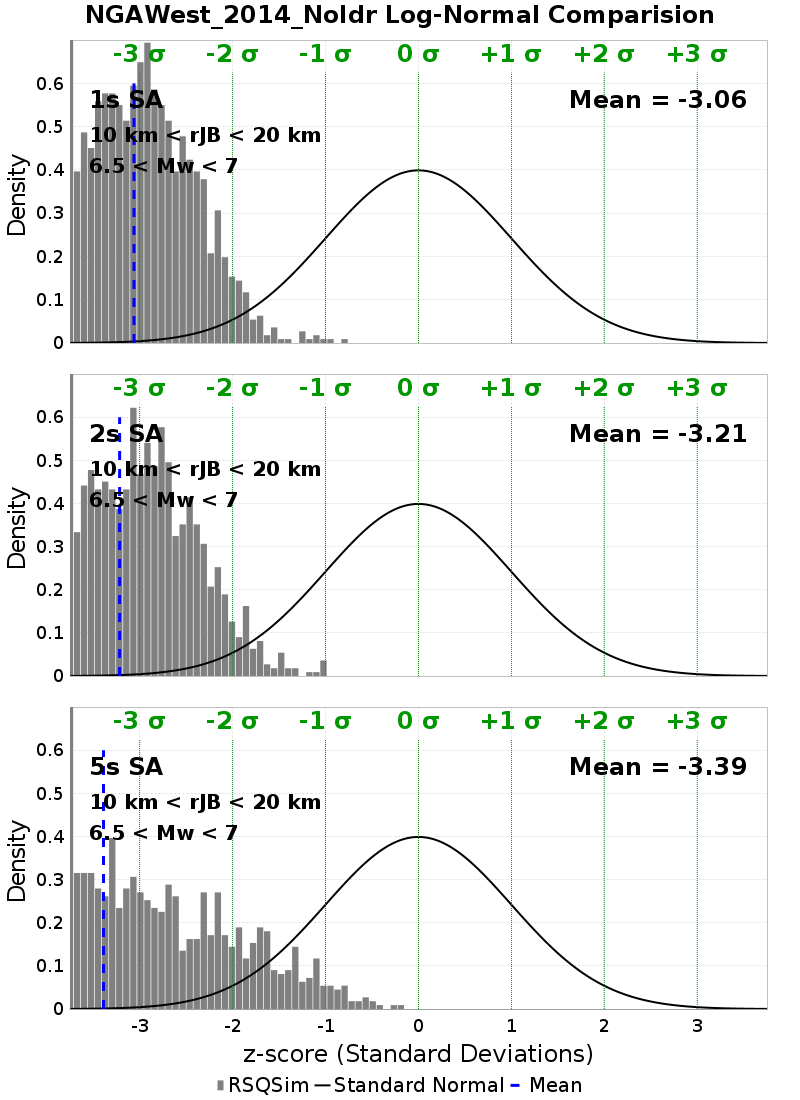 NGAWest_2014_NoIdr Log-Normal Comparision
-3 σ -2 σ -1 σ 0 σ +1 σ +2 σ +3 σ
1s SA
Mean = -3.06
10 km < rJB < 20 km
6.5 < Mw < 7
0.6
0.5
0.4
0.3
0.2
0.1
0
Density
-3 σ -2 σ -1 σ 0 σ +1 σ +2 σ +3 σ
2s SA
Mean = -3.21
10 km < rJB < 20 km
6.5 < Mw < 7
0.6
0.5
0.4
0.3
0.2
0.1
0
Density
-3 σ -2 σ -1 σ 0 σ +1 σ +2 σ +3 σ
5s SA
Mean = -3.39
10 km < rJB < 20 km
6.5 < Mw < 7
0.6
0.5
0.4
0.3
0.2
0.1
0
Density
-3 -2 -1 0 1 2 3
z-score (Standard Deviations)
RSQSim Standard Normal Mean